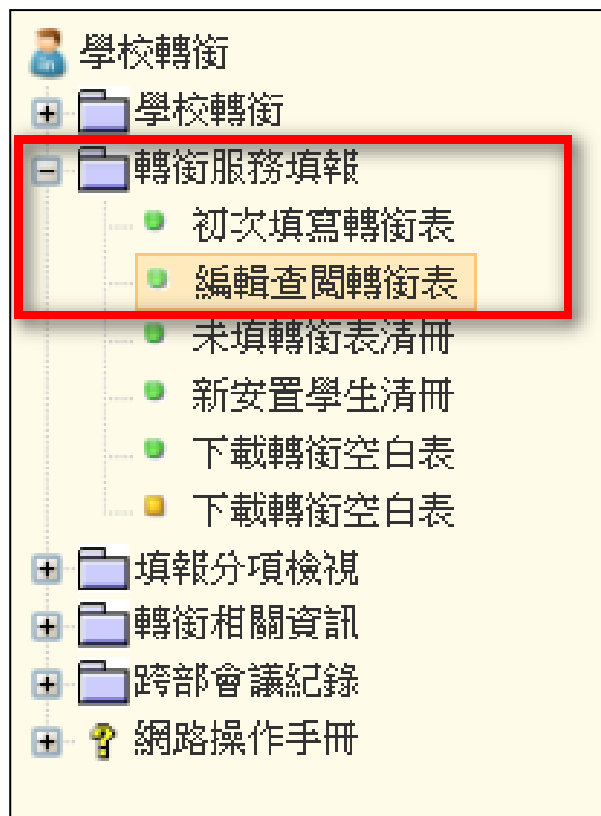 學校轉銜
學校轉銜
轉銜服務填報
初次填寫轉銜表
編輯查閱轉銜表
未填轉銜表清冊
新安置學生清冊
下載轉銜空白表
下載轉銜空白表
填報分項檢視
轉銜相關資訊
跨部會議紀錄
網路操作手冊